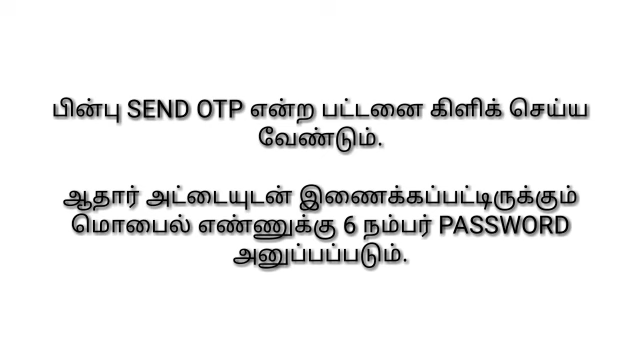 பின்பு SEND OTP என்ற பட்டனை கிளிக் செய்ய
வேண்டும்.
ஆதார் அட்டையுடன் இணைக்கப்பட்டிருக்கும்
மொபைல் எண்ணுக்கு 6 நம்பர் PASSWORD
அனுப்பப்படும்.